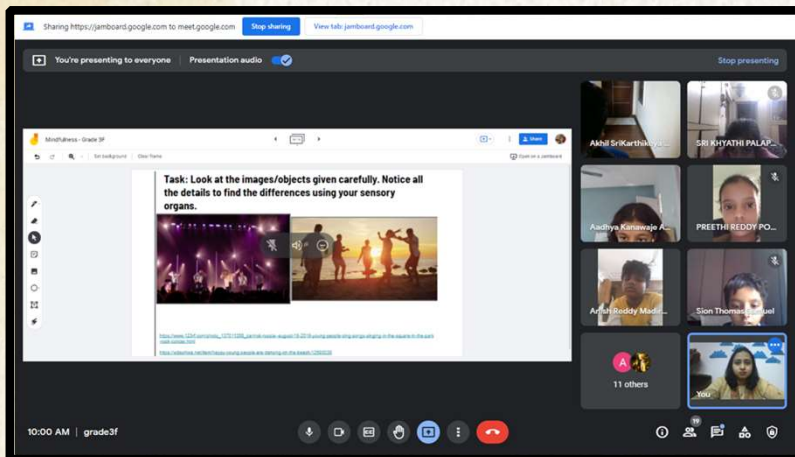 Sharing https://jamboard.google.com to meet.google.com Stop sharing View tab: jamboard.google.com
You're presenting to everyone Presentation audio Stop presenting
Mindfulness - Grade 3F Share
Set background Clear frame Open on a Jamboard
Task: Look at the images/objects given carefully. Notice all
the details to find the differences using your sensory
organs.
Akhil SriKarthikeya ...
SRI KHYATHI PALAP...
Aadhya Kanawaje A...
PREETHI REDDY PO...
Reddy
Sion Thomas
A
11 others
You
10:00 AM | grade3f
19